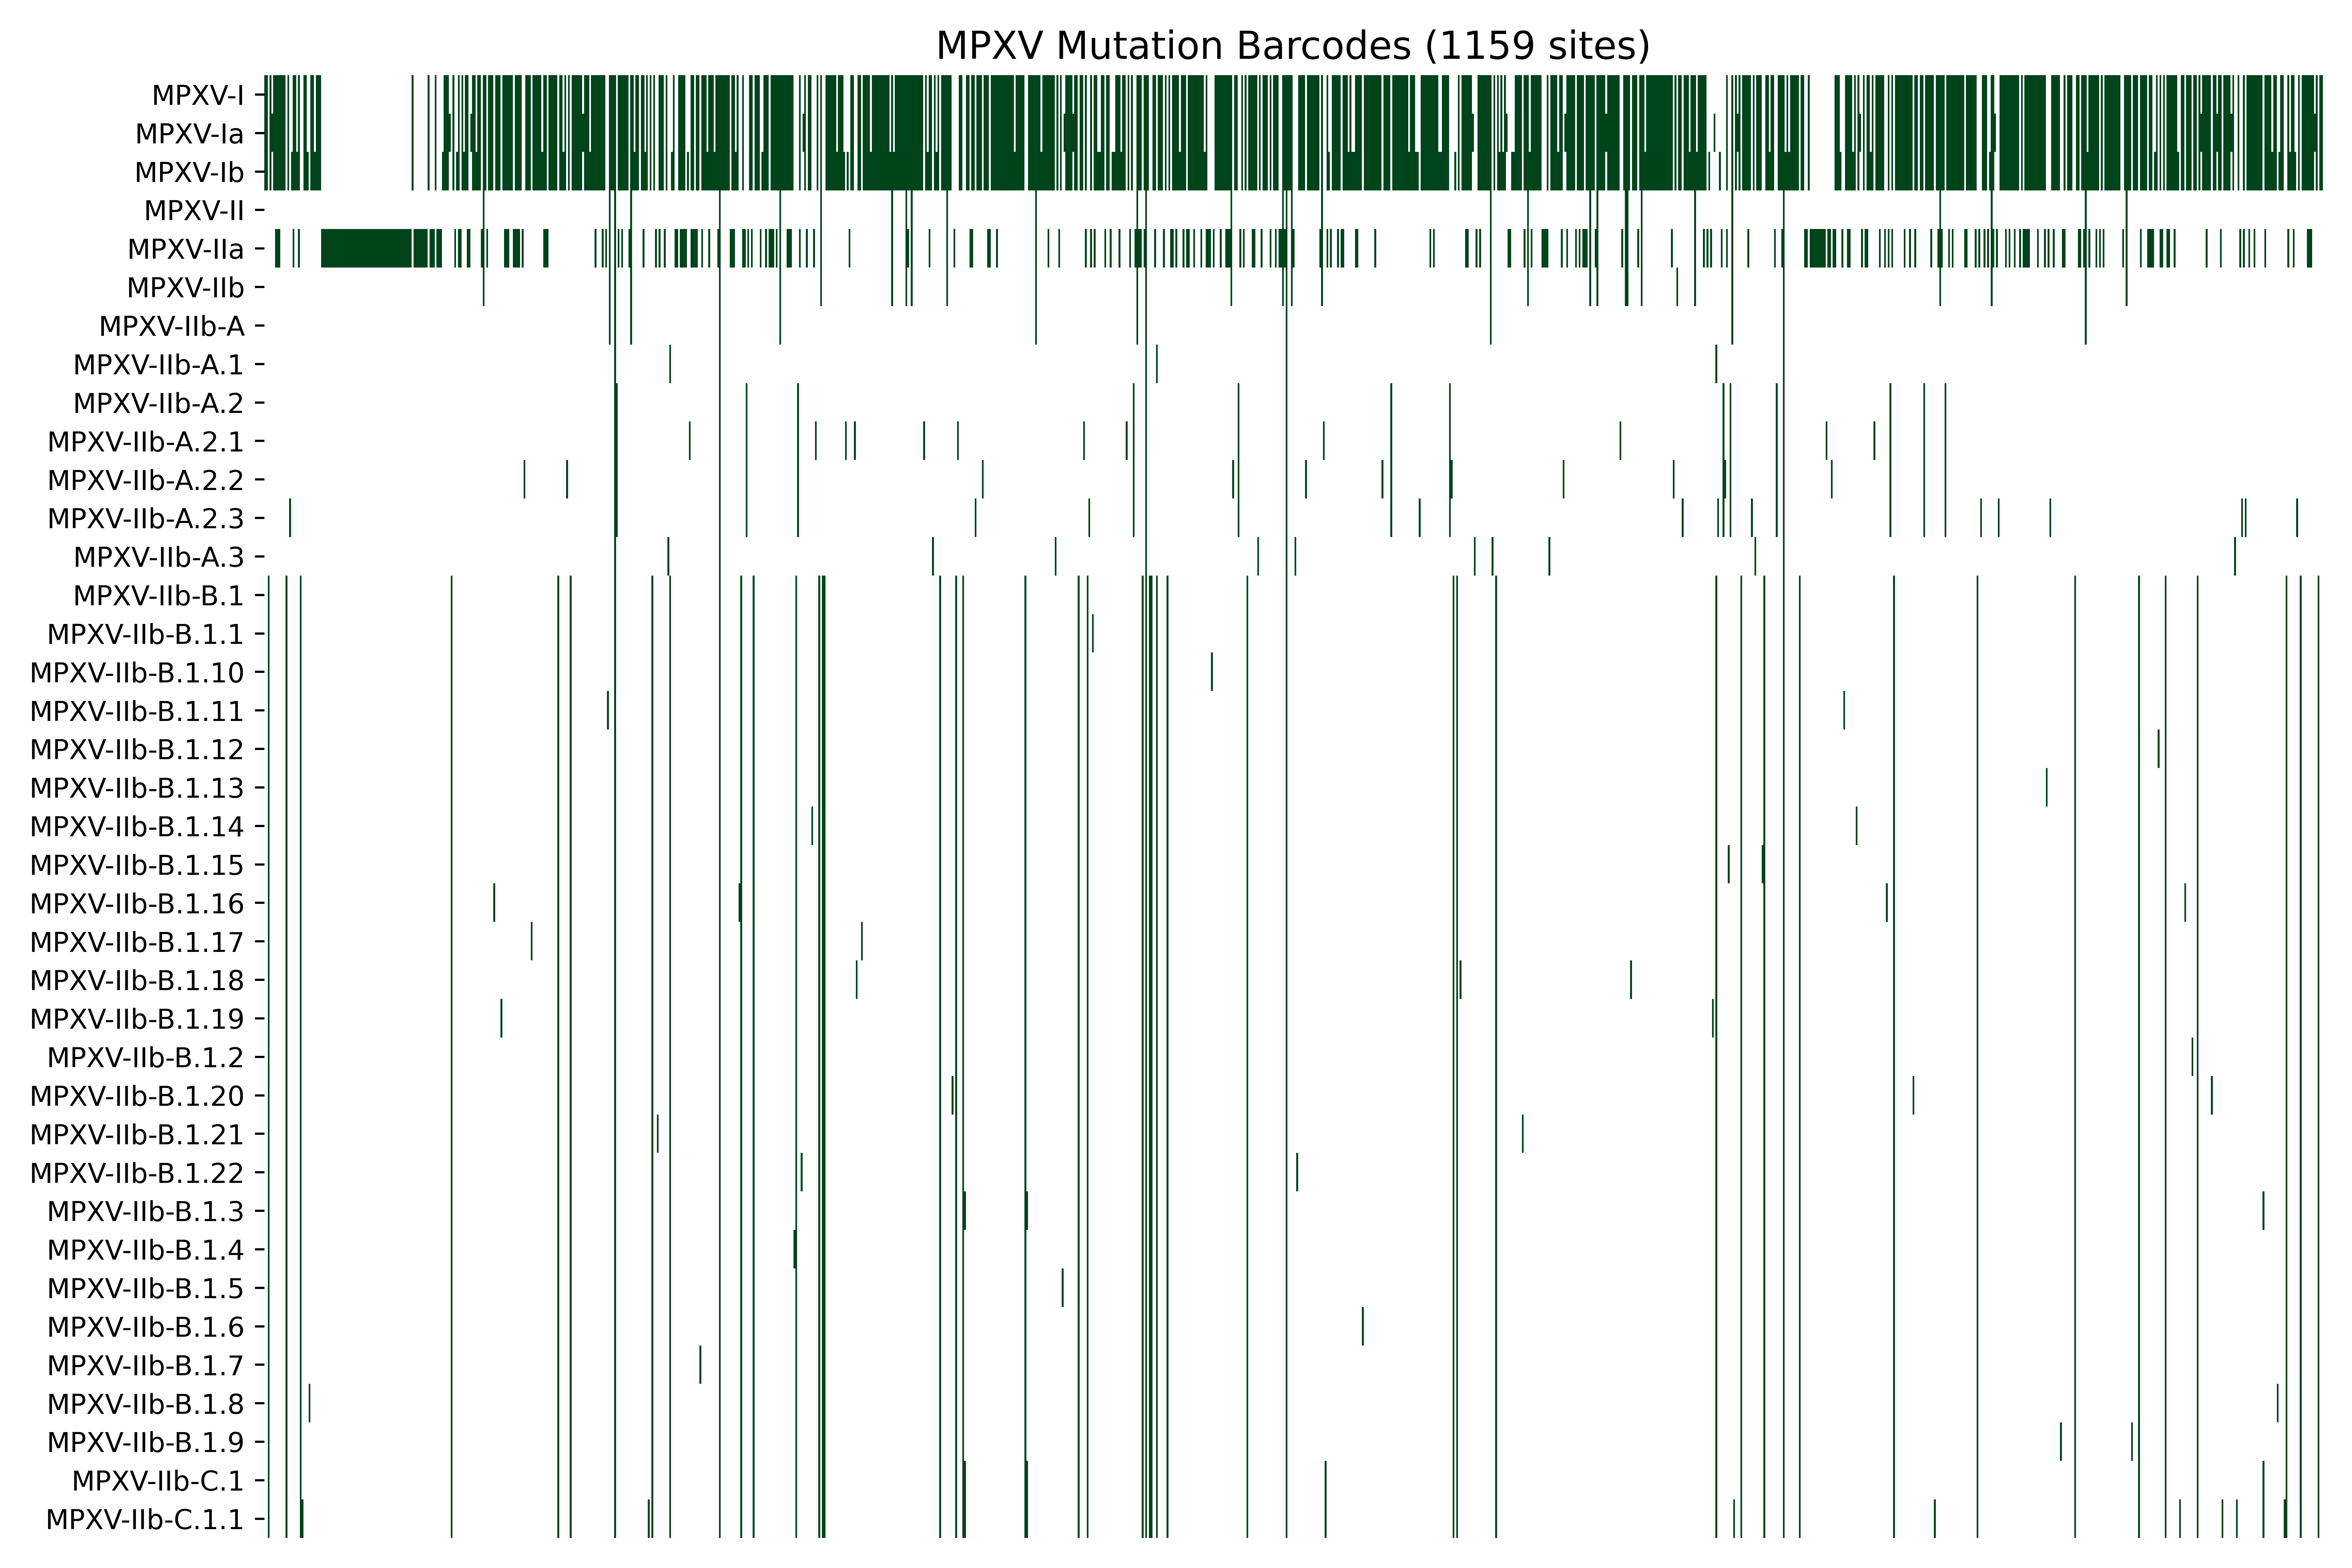 MPXV Mutation Barcodes (1159 sites)
MPXV-I
MPXV-Ia
MPXV-Ib
MPXV-II
MPXV-IIa
MPXV-IIb
MPXV-IIb-A
MPXV-IIb-A.1
MPXV-IIb-A.2
MPXV-IIb-A.2.1
MPXV-IIb-A.2.2
MPXV-IIb-A.2.3
MPXV-IIb-A.3
MPXV-IIb-B.1
MPXV-IIb-B.1.1
MPXV-IIb-B.1.10
MPXV-IIb-B.1.11
MPXV-IIb-B.1.12
MPXV-IIb-B.1.13
MPXV-IIb-B.1.14
MPXV-IIb-B.1.15
MPXV-IIb-B.1.16
MPXV-IIb-B.1.17
MPXV-IIb-B.1.18
MPXV-IIb-B.1.19
MPXV-IIb-B.1.2
MPXV-IIb-B.1.20
MPXV-IIb-B.1.21
MPXV-IIb-B.1.22
MPXV-IIb-B.1.3
MPXV-IIb-B.1.4
MPXV-IIb-B.1.5
MPXV-IIb-B.1.6
MPXV-IIb-B.1.7
MPXV-IIb-B.1.8
MPXV-IIb-B.1.9
MPXV-IIb-C.1
MPXV-IIb-C.1.1